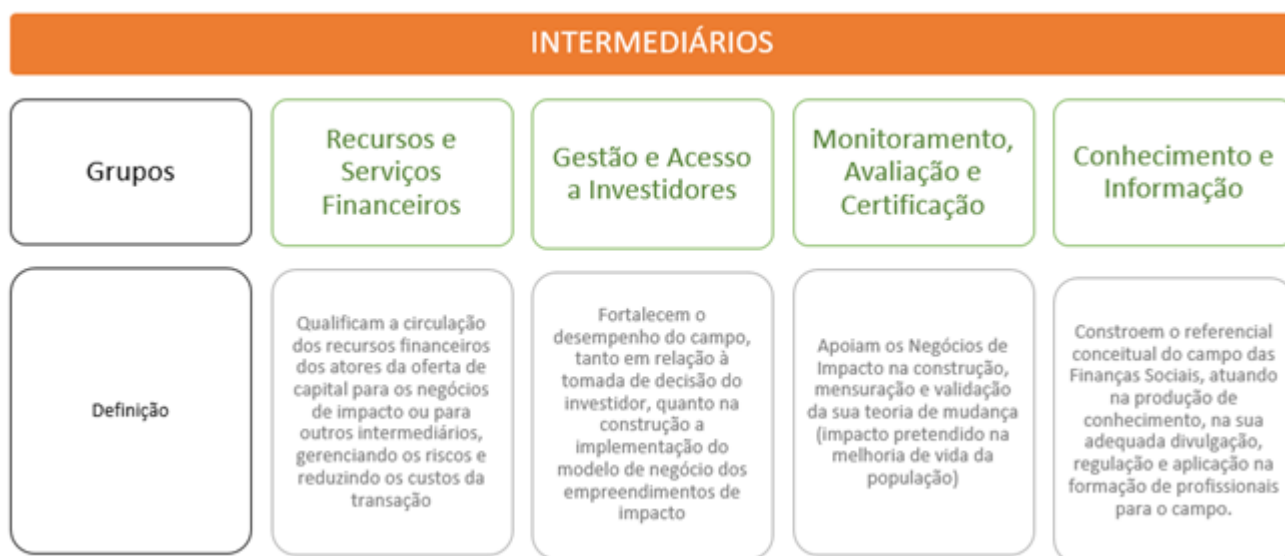 INTERMEDIÁRIOS
Grupos
Recursos e
Serviços
Financeiros
Gestão e Acesso
a Investidores
Monitoramento,
Avaliação e
Certificação
Conhecimento e
Informação
Definição
Qualificam a circulação
dos recursos financeiros
dos atores da oferta de
capital para os negócios
de impacto ou para
outros intermediários,
gerenciando os riscos e
reduzindo os custos da
transação
Fortalecem o
desempenho do campo,
tanto em relação à
tomada de decisão do
investidor, quanto na
construção a
implementação do
modelo de negócio dos
empreendimentos de
impacto
Apoiam os Negócios de
Impacto na construção,
mensuração e validação
da sua teoria de mudança
(impacto pretendido na
melhoria de vida da
população)
Constroem o referencial
conceitual do campo das
Finanças Sociais, atuando
na produção de
conhecimento, na sua
adequada divulgação,
regulação e aplicação na
formação de profissionais
para o campo.